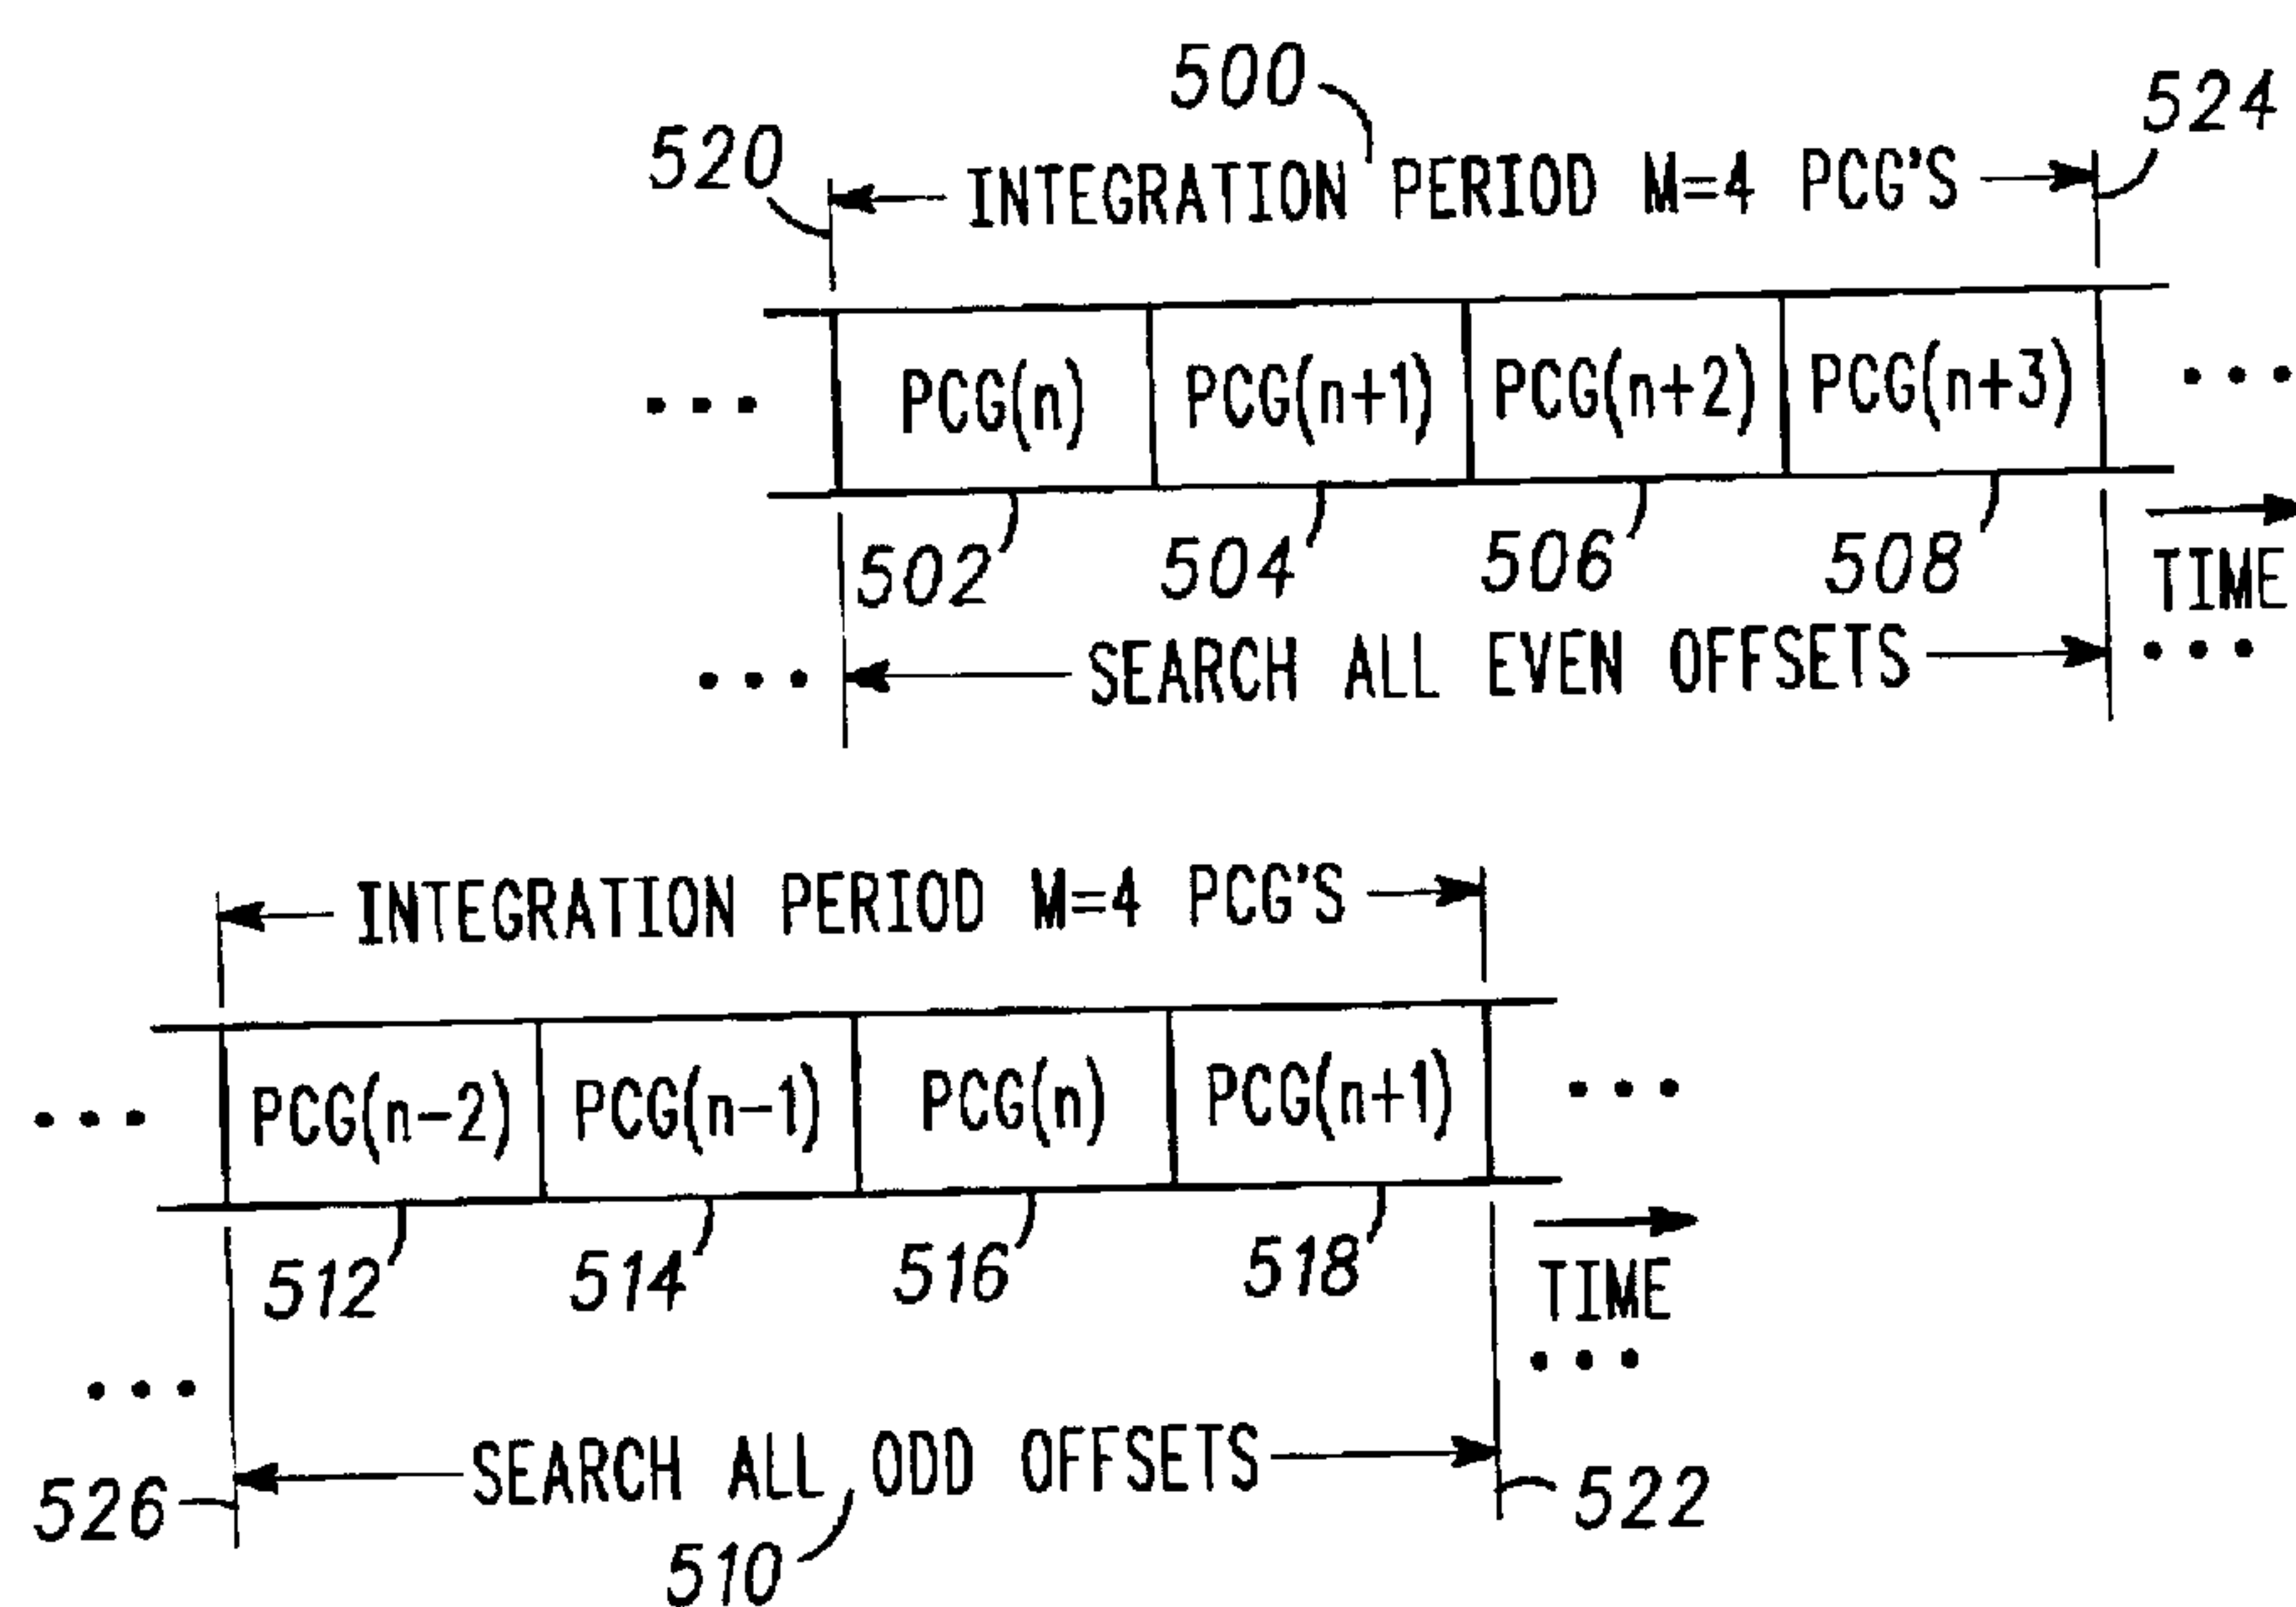 500
520
524
INTEGRATION PERIOD M=4 PCG'S
••• PCG(n) PCG(n+1) PCG(n+2) PCG(n+3) •••
502 504 506 508
TIME
••• SEARCH ALL EVEN OFFSETS •••
INTEGRATION PERIOD M=4 PCG'S
••• PCG(n-2) PCG(n-1) PCG(n) PCG(n+1) •••
512 514 516 518
TIME
••• •••
SEARCH ALL ODD OFFSETS
526
510
522